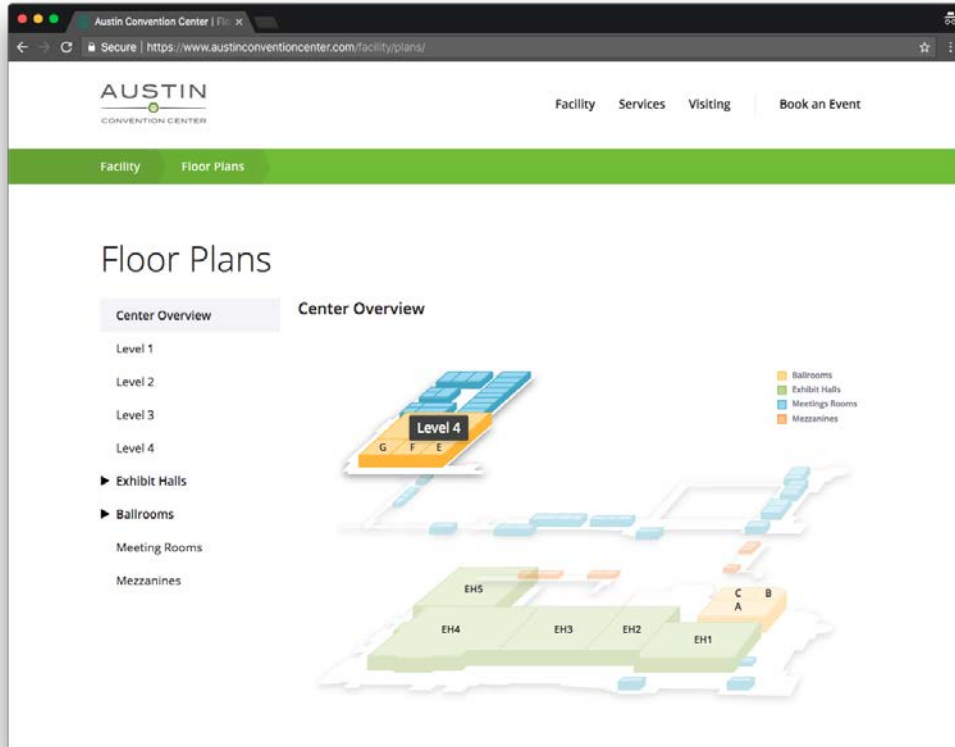 Austin Convention Center | Flo
Secure | https://www.austinconventioncenter.com/facility/plans/
AUSTIN
CONVENTION CENTER
Facility Services Visiting Book an Event
Facility Floor Plans
Floor Plans
Center Overview
Level 1
Level 2
Level 3
Level 4
Exhibit Halls
Ballrooms
Meeting Rooms
Mezzanines
Center Overview
Ballrooms
Exhibit Halls
Meetings Rooms
Mezzanines
Level 4
G F E
EH5
C B
A
EH4 EH3 EH2 EH1